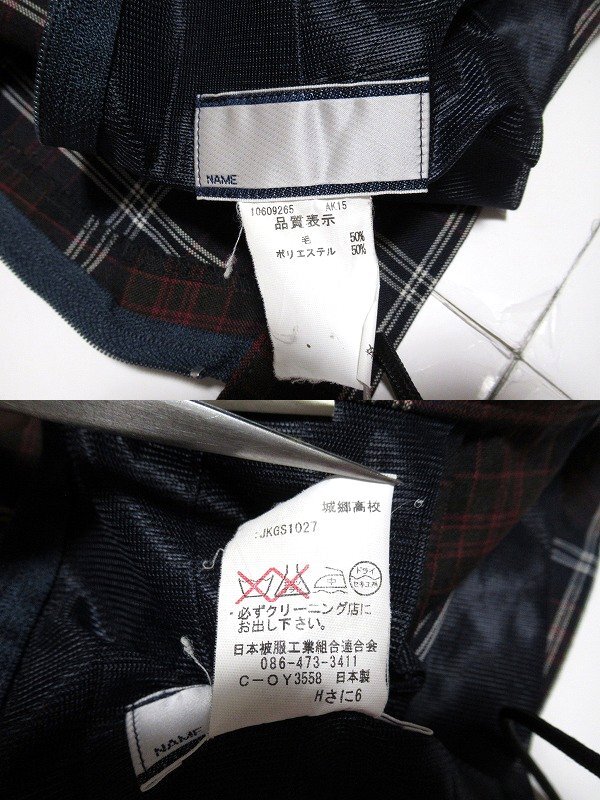 NAME
10609265 AK15
品質表示
毛 50%
ポリエステル 50%
城郷高校
:JKGS1027
中
ドライ
セキユ系
必ずクリーニング店に
お出し下さい。
日本被服工業組合連合会
086-473-3411
C-OY3558 日本製
Hさに6
NAME